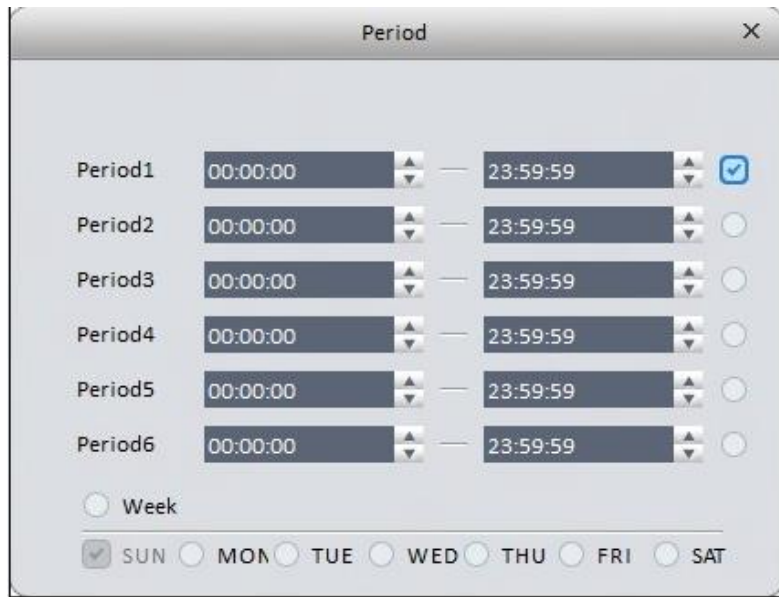 Period
Period1 00:00:00 — 23:59:59
Period2 00:00:00 — 23:59:59
Period3 00:00:00 — 23:59:59
Period4 00:00:00 — 23:59:59
Period5 00:00:00 — 23:59:59
Period6 00:00:00 — 23:59:59
Week
SUN MON TUE WED THU FRI SAT